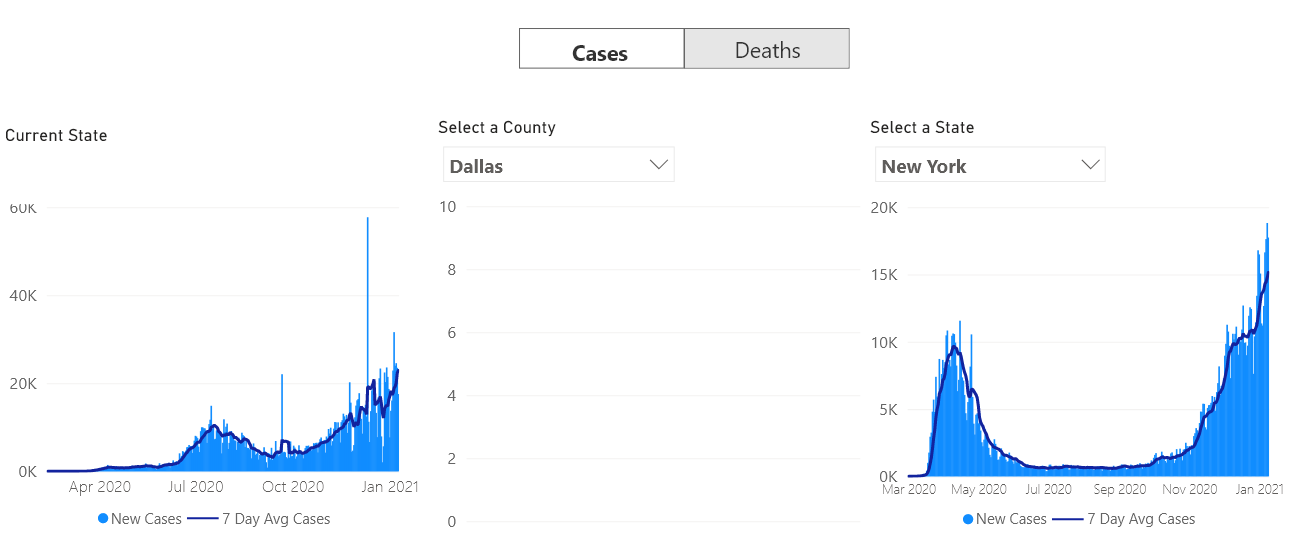 Cases Deaths
Current State
Select a County
Select a State
Dallas
New York
60K
40K
20K
0K
Apr 2020 Jul 2020 Oct 2020 Jan 2021
New Cases 7 Day Avg Cases
10
8
6
4
2
0
20K
15K
10K
5K
0K
Mar 2020 May 2020 Jul 2020 Sep 2020 Nov 2020 Jan 2021
New Cases 7 Day Avg Cases